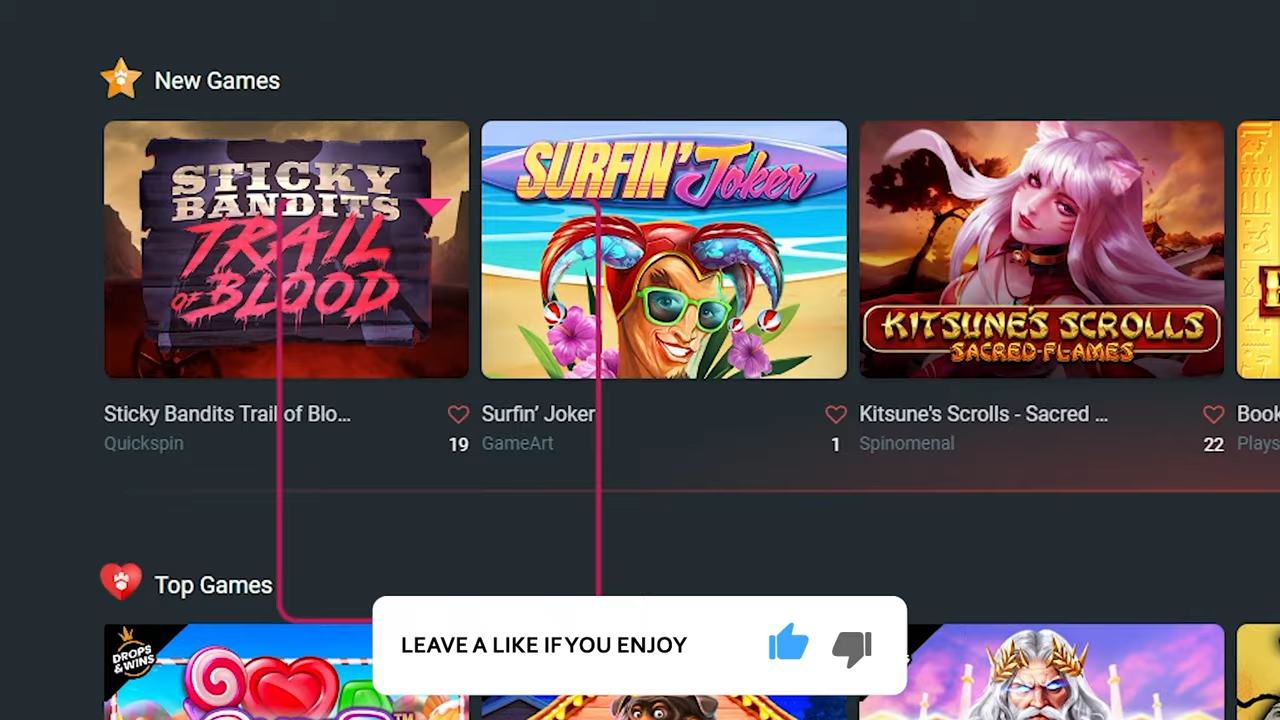 New Games
STICKY
BANDITS
TRAIL
OF BLOOD
SURFIN' Joker
KITSUNE'S SCROLLS
SACRED FLAMES
Sticky Bandits Trail of Blo...
19
Surfin’ Joker
1
Kitsune's Scrolls - Sacred ...
22
Book
Quickspin
GameArt
Spinomenal
Plays
Top Games
DROPS
&WINS
LEAVE A LIKE IF YOU ENJOY
TM